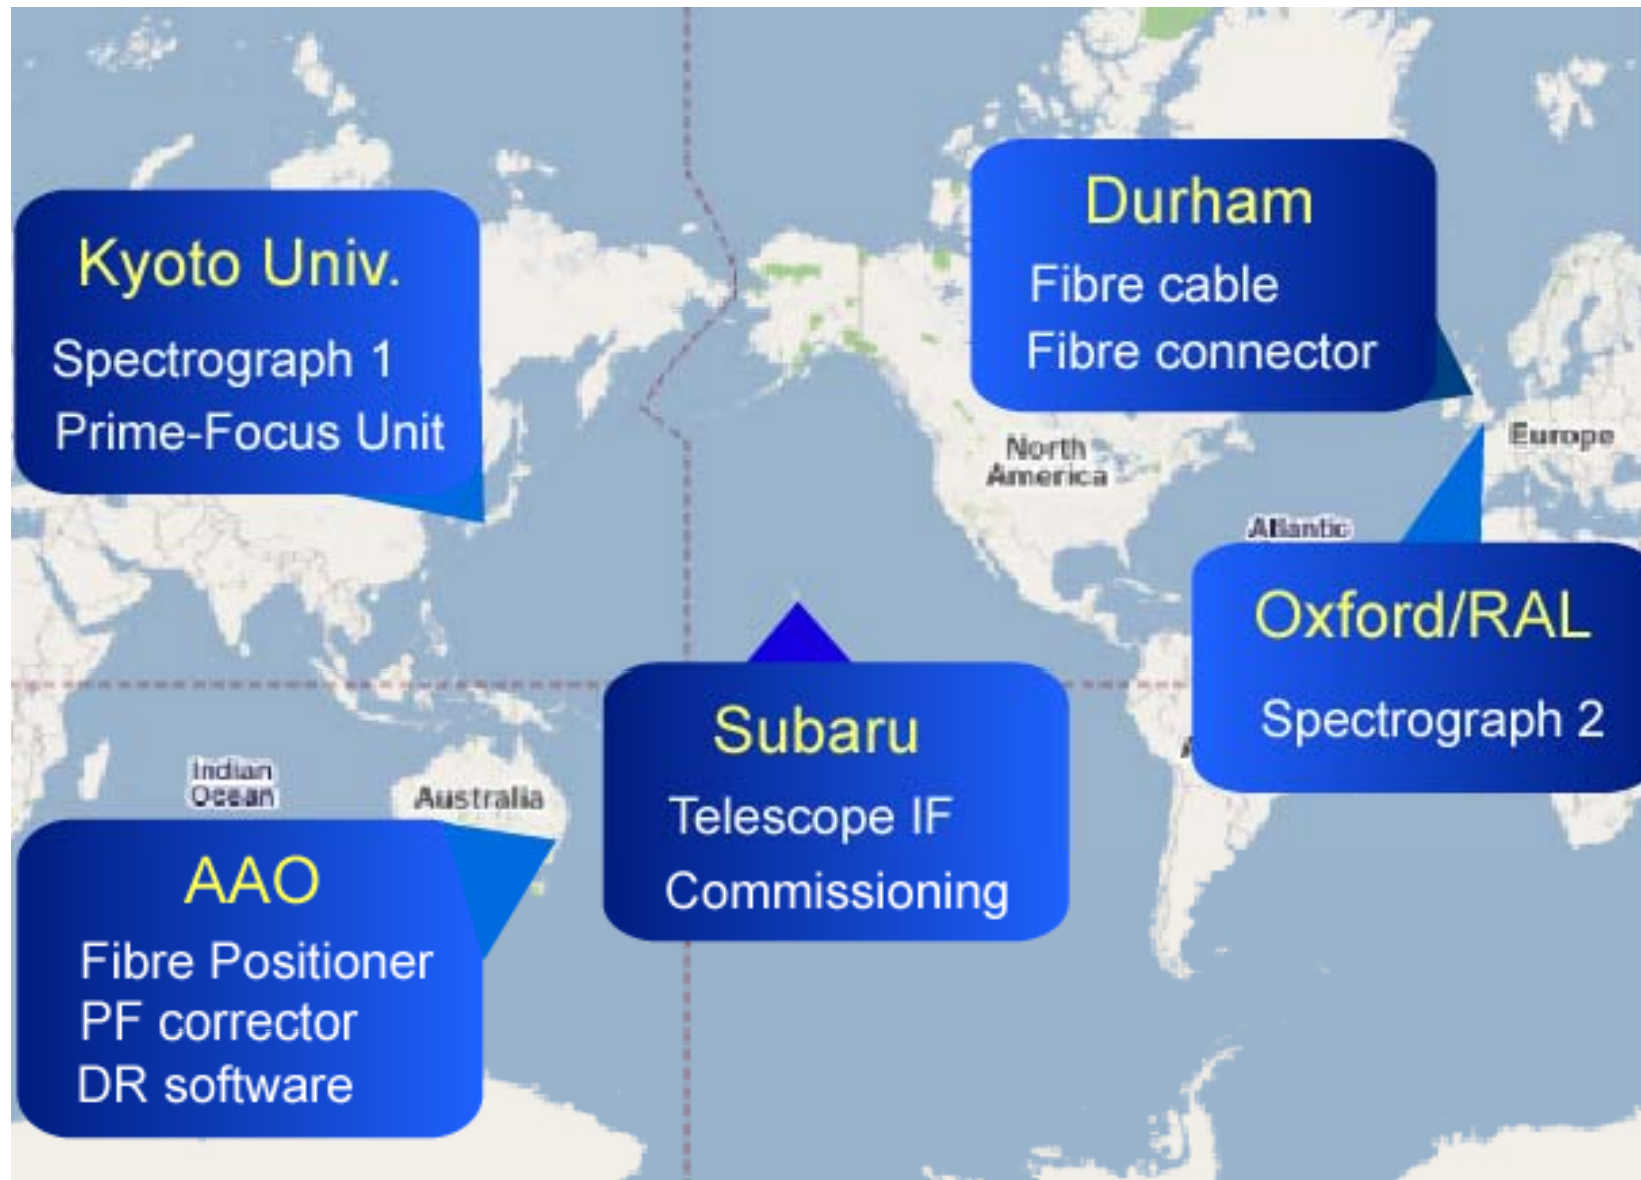 Kyoto Univ.
Spectrograph 1
Prime-Focus Unit
Durham
Fibre cable
Fibre connector
North
America
Europe
Atlantic
Oxford/RAL
Spectrograph 2
Subaru
Telescope IF
Commissioning
Indian
Ocean
Australia
AAO
Fibre Positioner
PF corrector
DR software